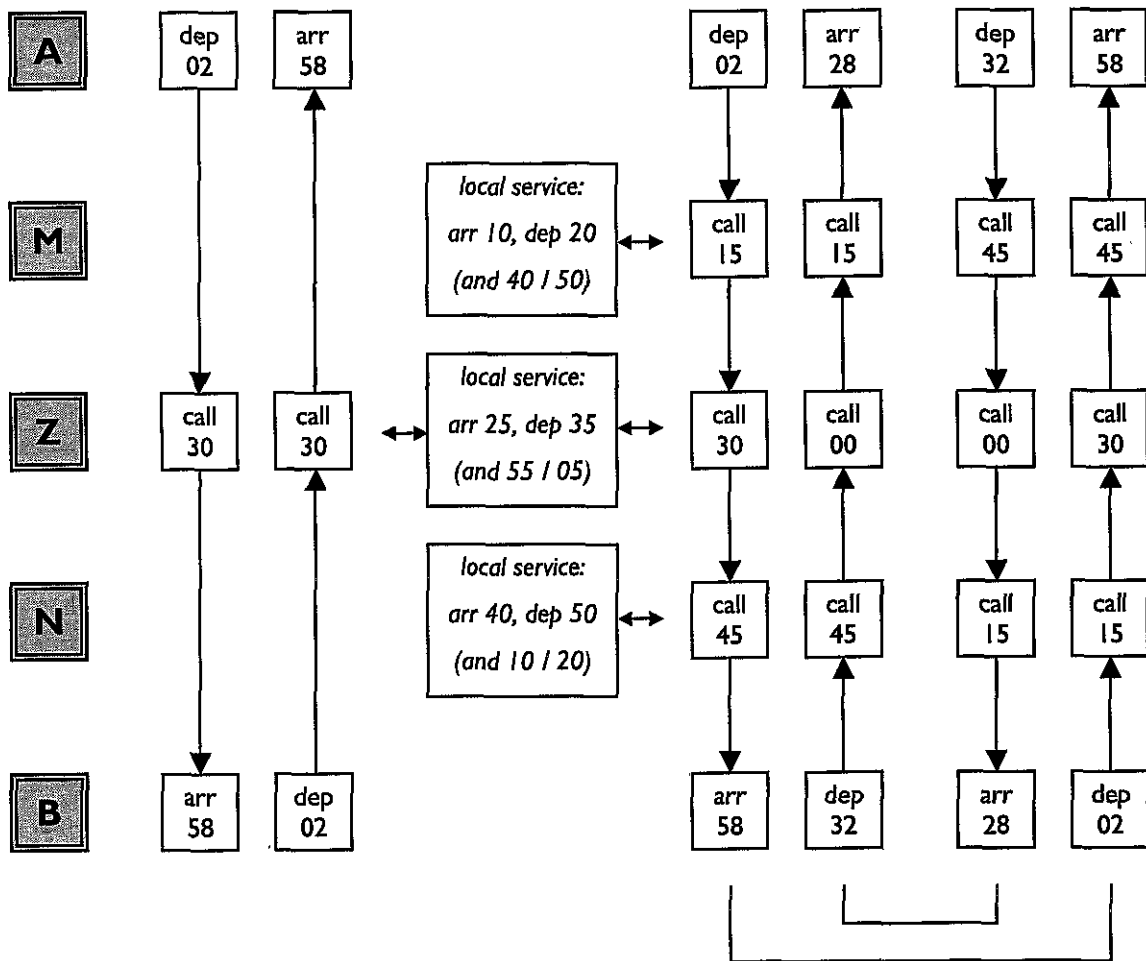 A
dep
02
arr
58
dep
02
arr
28
dep
32
arr
58
M
local service:
arr 10, dep 20
(and 40 / 50)
call
15
call
15
call
45
call
45
Z
call
30
call
30
local service:
arr 25, dep 35
(and 55 / 05)
call
30
call
00
call
00
call
30
N
local service:
arr 40, dep 50
(and 10 / 20)
call
45
call
45
call
15
call
15
B
arr
58
dep
02
arr
58
dep
32
arr
28
dep
02